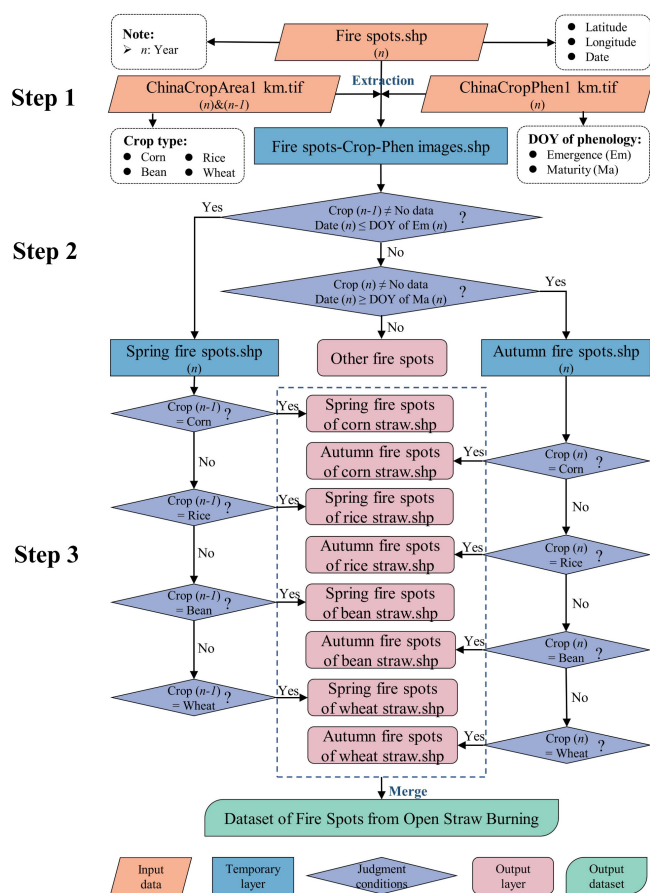 Note:
➢ n: Year
Fire spots.shp
(n)
● Latitude
● Longitude
● Date
Step 1
ChinaCropArea1 km.tif
(n)&(n-1)
Extraction
ChinaCropPhen1 km.tif
(n)
Crop type:
● Corn ● Rice
● Bean ● Wheat
Fire spots-Crop-Phen images.shp
DOY of phenology:
● Emergence (Em)
● Maturity (Ma)
Step 2
Yes
Crop (n-1) ≠ No data
Date (n) ≤ DOY of Em (n) ?
No
Crop (n) ≠ No data
Date (n) ≥ DOY of Ma (n) ?
Yes
No
Spring fire spots.shp
(n)
Other fire spots
Autumn fire spots.shp
(n)
Step 3
Crop (n-1)
= Corn ?
Yes
Spring fire spots
of corn straw.shp
No
Autumn fire spots
of corn straw.shp
Yes
Crop (n)
= Corn ?
No
Crop (n-1)
= Rice ?
Yes
Spring fire spots
of rice straw.shp
No
Autumn fire spots
of rice straw.shp
Yes
Crop (n)
= Rice ?
No
Crop (n-1)
= Bean ?
Yes
Spring fire spots
of bean straw.shp
No
Autumn fire spots
of bean straw.shp
Yes
Crop (n)
= Bean ?
No
Crop (n-1)
= Wheat ?
Yes
Spring fire spots
of wheat straw.shp
Autumn fire spots
of wheat straw.shp
Yes
Crop (n)
= Wheat ?
Merge
Dataset of Fire Spots from Open Straw Burning
Input
data
Temporary
layer
Judgment
conditions
Output
layer
Output
dataset